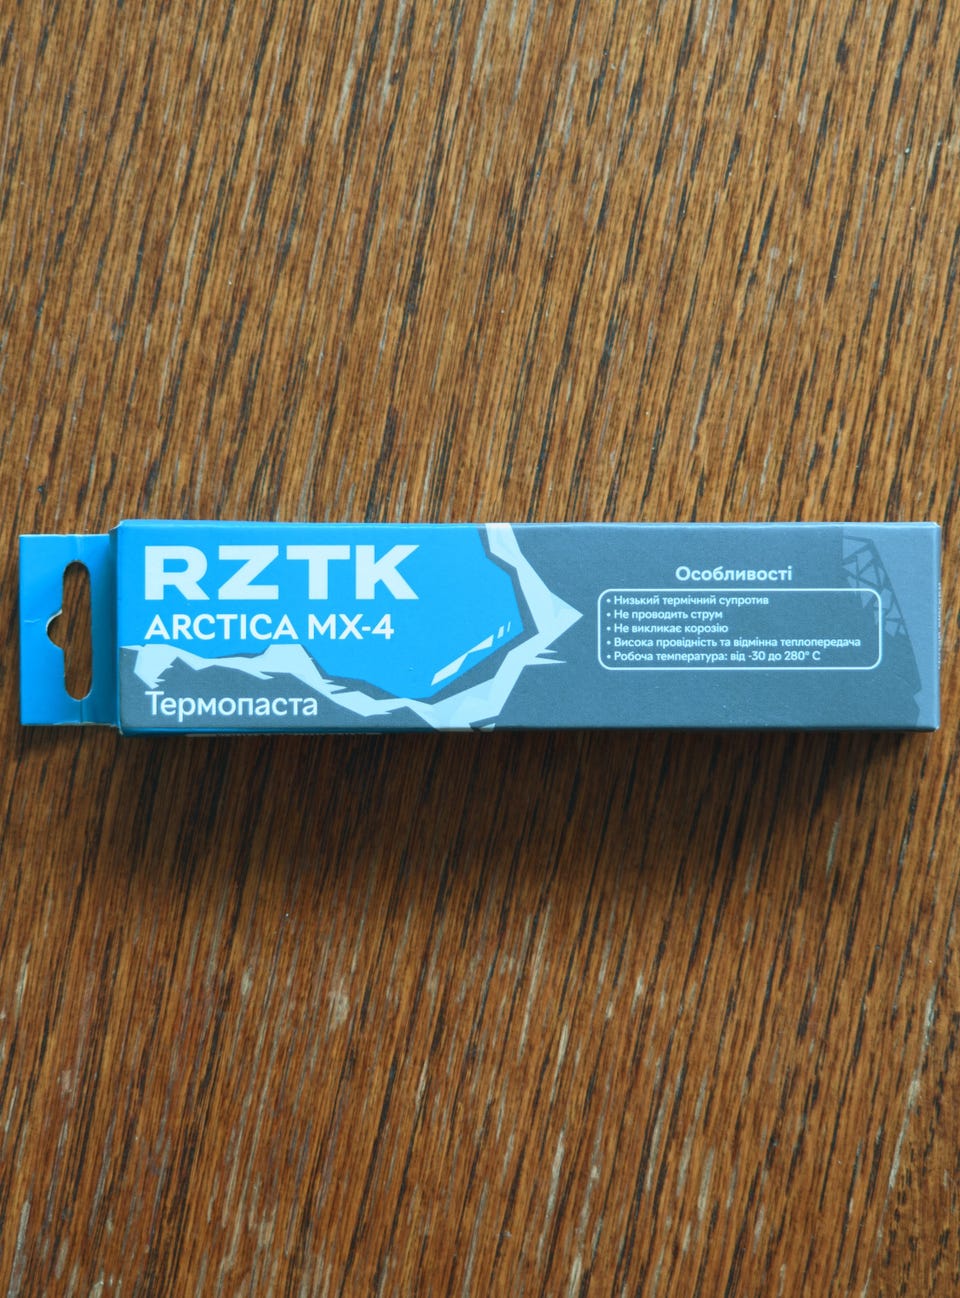 RZTK
ARCTICA MX-4
Термопаста
Особливості
• Низький термічний супротив
• Не проводить струм
• Не викликає корозію
• Висока провідність та відмінна теплопередача
• Робоча температура: від -30 до 280° C